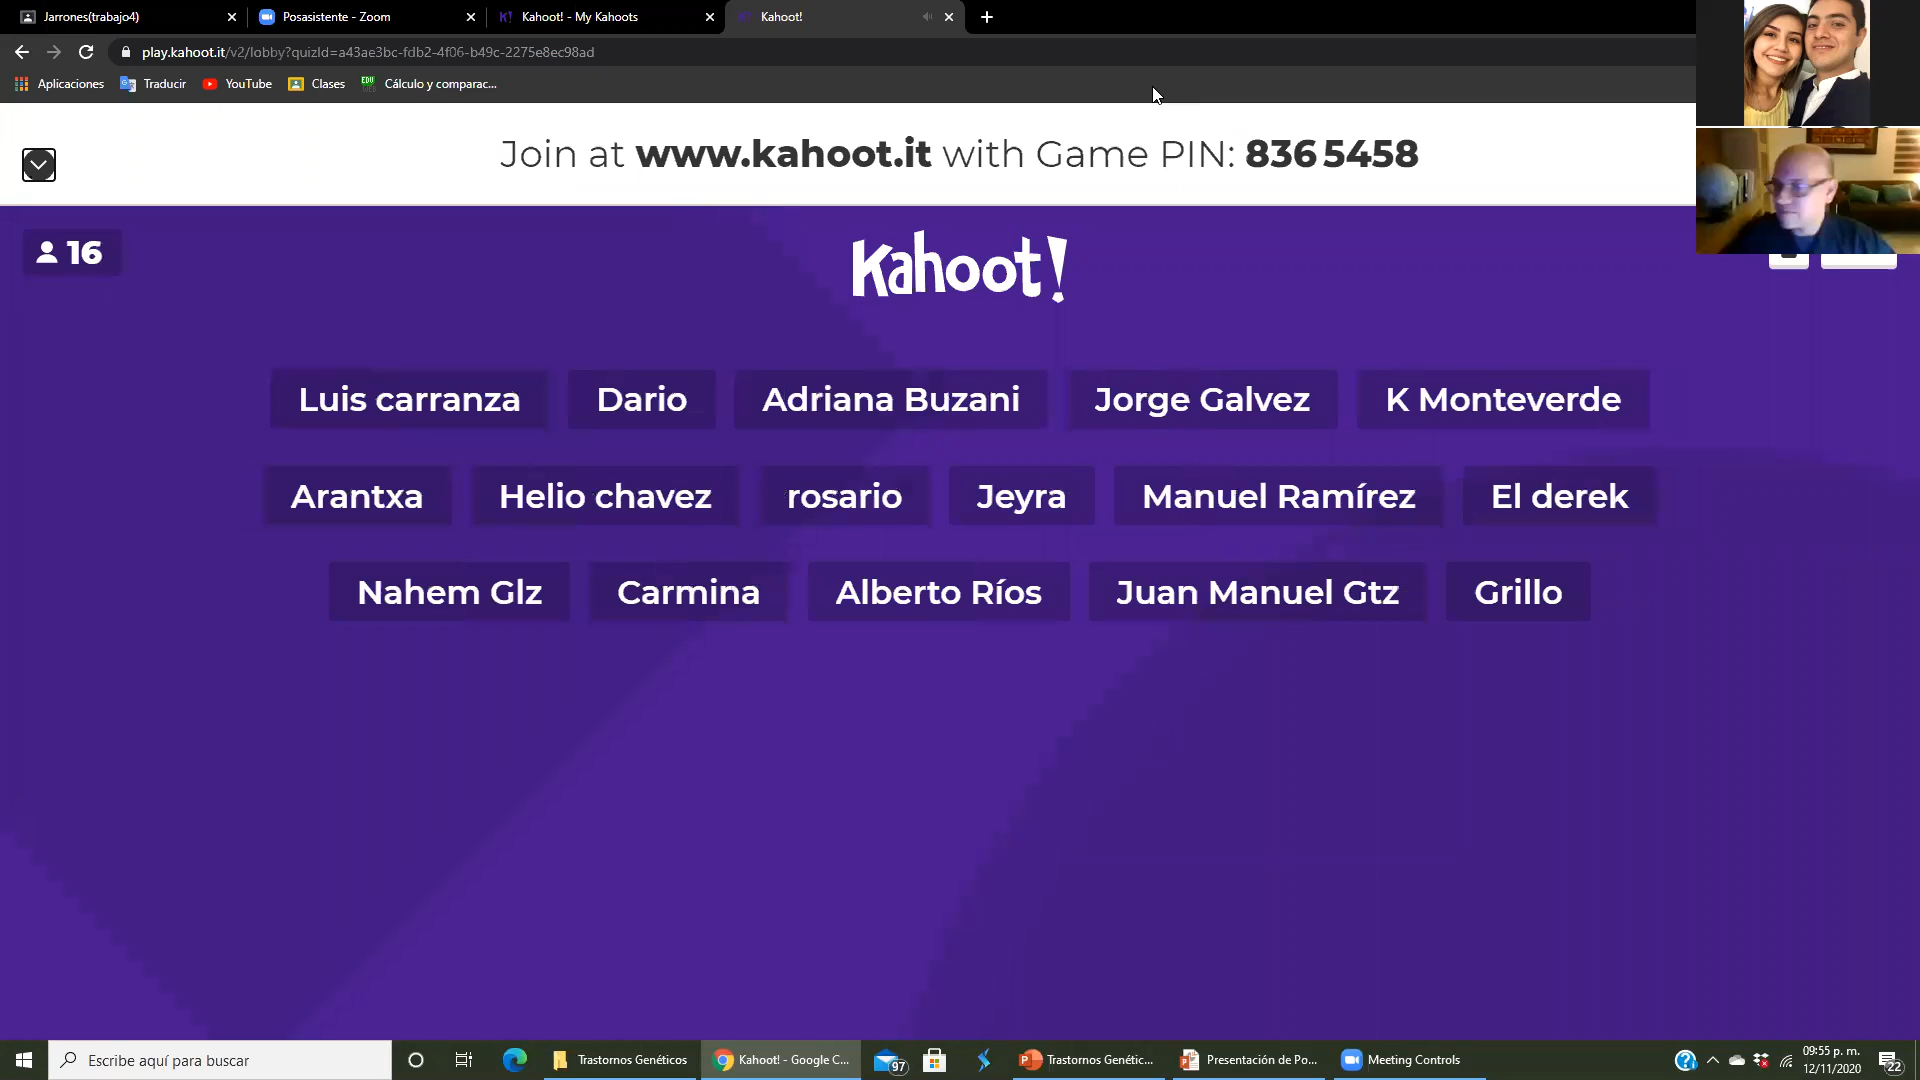 Jarrones(trabajo4)
Posasistente - Zoom
Kahoot! - My Kahoots
Kahoot!
play.kahoot.it/v2/lobby?quizId=a43ae3bc-fdb2-4f06-b49c-2275e8ec98ad
Aplicaciones
Traducir
YouTube
Clases
Cálculo y comparac...
Join at www.kahoot.it with Game PIN: 836 5458
16
Kahoot!
Luis carranza
Dario
Adriana Buzani
Jorge Galvez
K Monteverde
Arantxa
Helio chavez
rosario
Jeyra
Manuel Ramírez
El derek
Nahem Glz
Carmina
Alberto Ríos
Juan Manuel Gtz
Grillo
Escribe aquí para buscar
Trastornos Genéticos
Kahoot! - Google C...
97
Trastornos Genétic...
Presentación de Po...
Meeting Controls
09:55 p. m.
12/11/2020
22